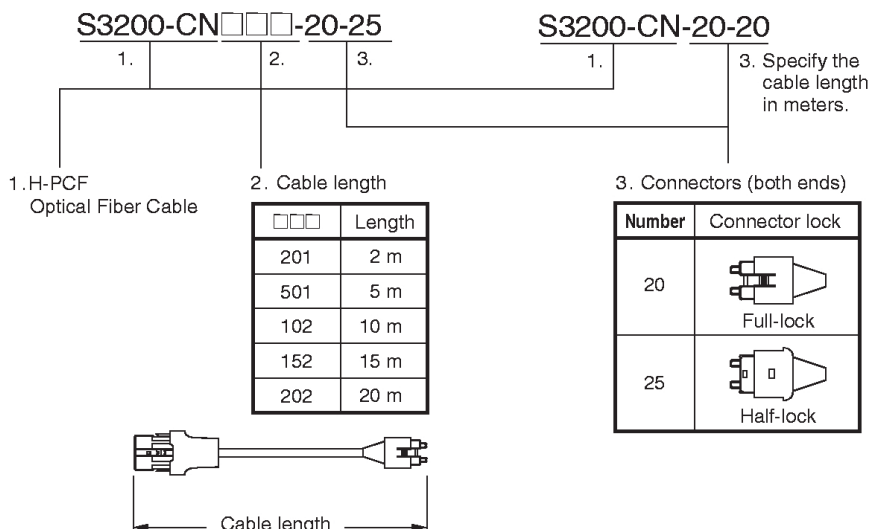 S3200-CN□□□-20-25
1. 2. 3.
S3200-CN-20-20
1. 3. Specify the
cable length
in meters.
1.H-PCF
Optical Fiber Cable
2. Cable length
□□□ Length
201 2 m
501 5 m
102 10 m
152 15 m
202 20 m
3. Connectors (both ends)
Number Connector lock
20
Full-lock
25
Half-lock
Cable length